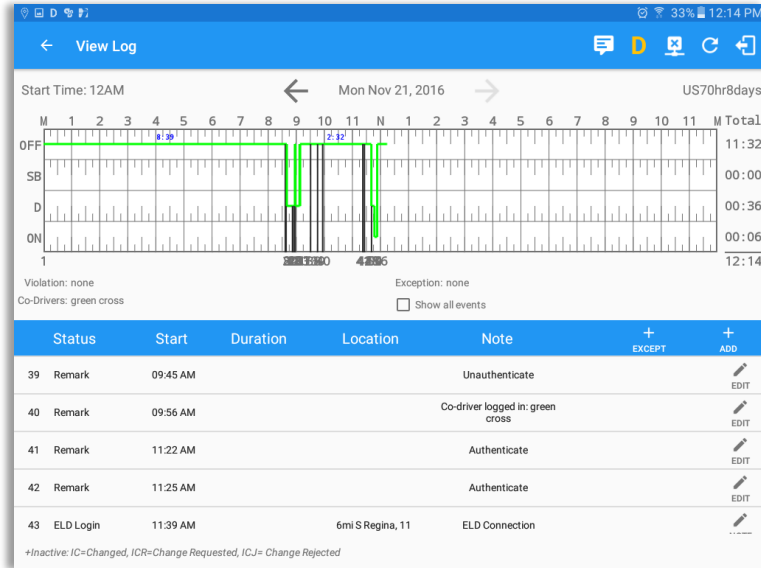 33% 12:14 PM
View Log
D
Start Time: 12AM
Mon Nov 21, 2016
US70hr8days
M 1 2 3 4 5 6 7 8 9 10 11 N 1 2 3 4 5 6 7 8 9 10 11 M Total
8:39
2:32
OFF 11:32
SB 00:00
D 00:36
ON 00:06
1
12:14
Violation: none
Exception: none
Co-Drivers: green cross
Show all events
Status Start Duration Location Note + EXCEPT + ADD
39 Remark 09:45 AM Unauthenticate EDIT
40 Remark 09:56 AM Co-driver logged in: green cross EDIT
41 Remark 11:22 AM Authenticate EDIT
42 Remark 11:25 AM Authenticate EDIT
43 ELD Login 11:39 AM 6mi S Regina, 11 ELD Connection
+Inactive: IC=Changed, ICR=Change Requested, ICJ= Change Rejected